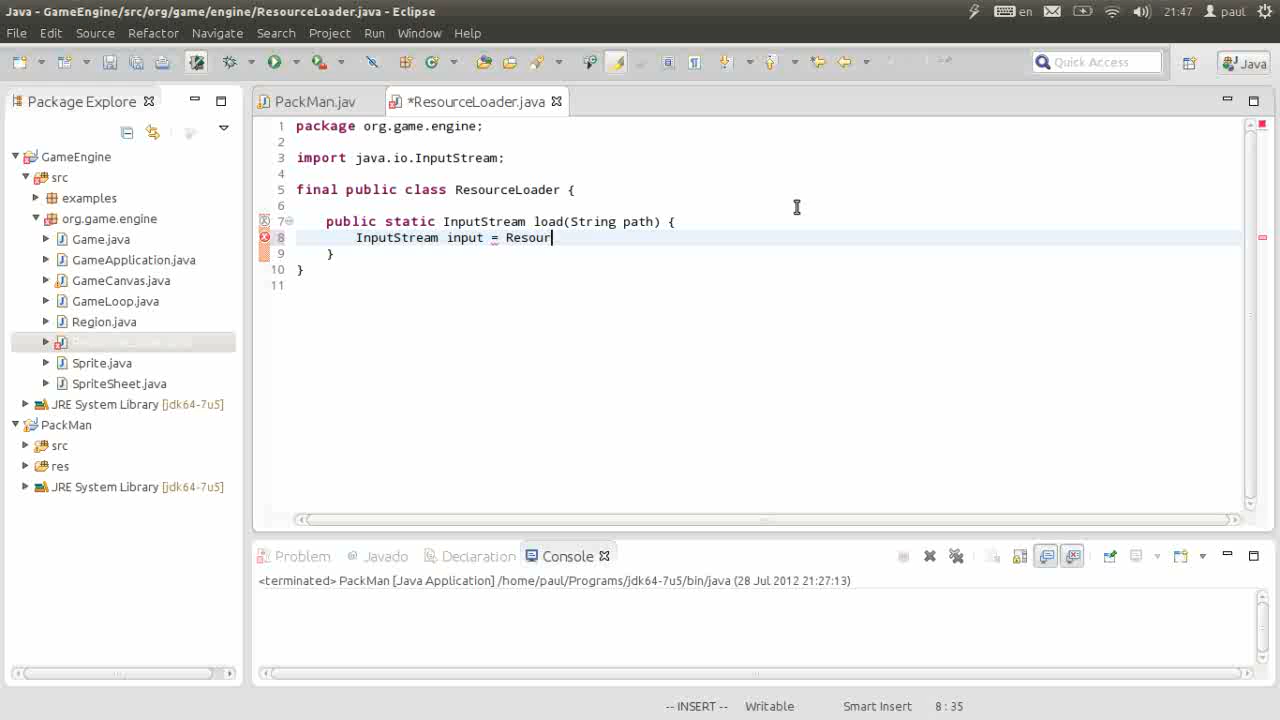 Java - GameEngine/src/org/game/engine/ResourceLoader.java - Eclipse
en 21:47 paul
File Edit Source Refactor Navigate Search Project Run Window Help
Quick Access Java
Package Explorer
GameEngine
src
examples
org.game.engine
Game.java
GameApplication.java
GameCanvas.java
GameLoop.java
Region.java
Sprite.java
SpriteSheet.java
JRE System Library [jdk64-7u5]
PackMan
src
res
JRE System Library [jdk64-7u5]
PackMan.jav *ResourceLoader.java
1 package org.game.engine;
2
3 import java.io.InputStream;
4
5 final public class ResourceLoader {
6
7 public static InputStream load(String path) {
8 InputStream input = Resour
9 }
10 }
11
Problem @ Javado Declaration Console
<terminated> PackMan [Java Application] /home/paul/Programs/jdk64-7u5/bin/java (28 Jul 2012 21:27:13)
-- INSERT -- Writable Smart Insert 8 : 35